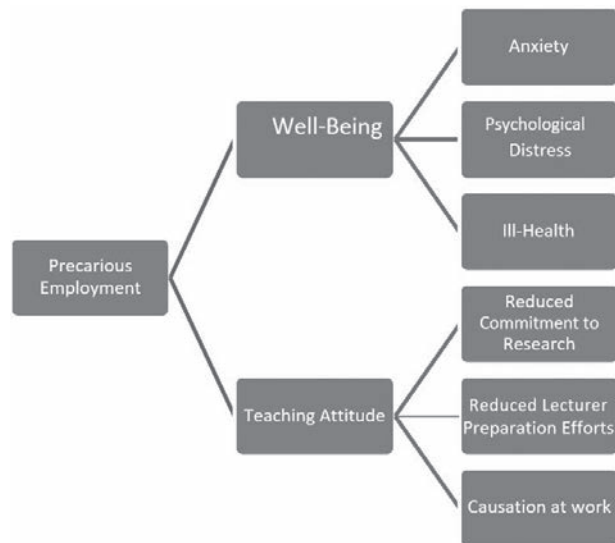 Precarious
Employment
Well-Being
Anxiety
Psychological
Distress
Ill-Health
Teaching Attitude
Reduced
Commitment to
Research
Reduced Lecturer
Preparation Efforts
Causation at work